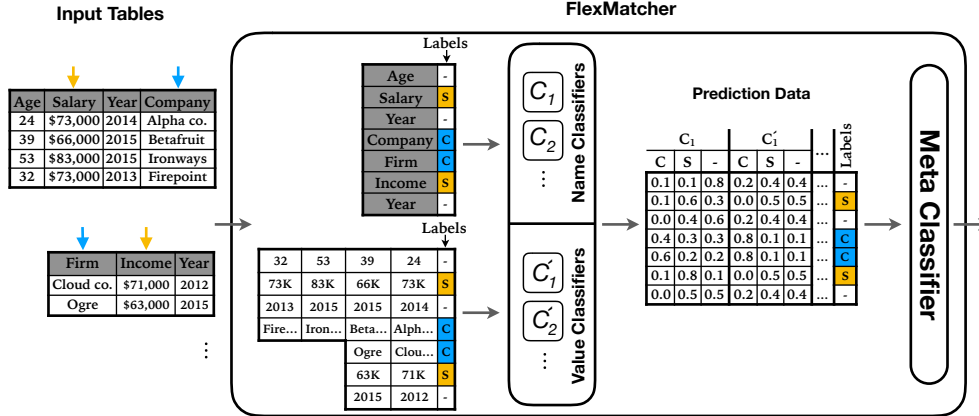 Input Tables
FlexMatcher
Age Salary Year Company
24 $73,000 2014 Alpha co.
39 $66,000 2015 Betafruit
53 $83,000 2015 Ironways
32 $73,000 2013 Firepoint
Firm Income Year
Cloud co. $71,000 2012
Ogre $63,000 2015
⋮
Labels
Age -
Salary S
Year -
Company C
Firm C
Income S
Year -
Labels
32 53 39 24 -
73K 83K 66K 73K S
2013 2015 2015 2014 -
Fire... Iron... Beta... Alph... C
Ogre Clou... C
63K 71K S
2015 2012 -
C1
C2
⋮
Name Classifiers
C′1
C′2
⋮
Value Classifiers
Prediction Data
C1 C′1 ... Labels
C S - C S -
0.1 0.1 0.8 0.2 0.4 0.4 ... -
0.1 0.6 0.3 0.0 0.5 0.5 ... S
0.0 0.4 0.6 0.2 0.4 0.4 ... -
0.4 0.3 0.3 0.8 0.1 0.1 ... C
0.6 0.2 0.2 0.8 0.1 0.1 ... C
0.1 0.8 0.1 0.0 0.5 0.5 ... S
0.0 0.5 0.5 0.2 0.4 0.4 ... -
Meta Classifier